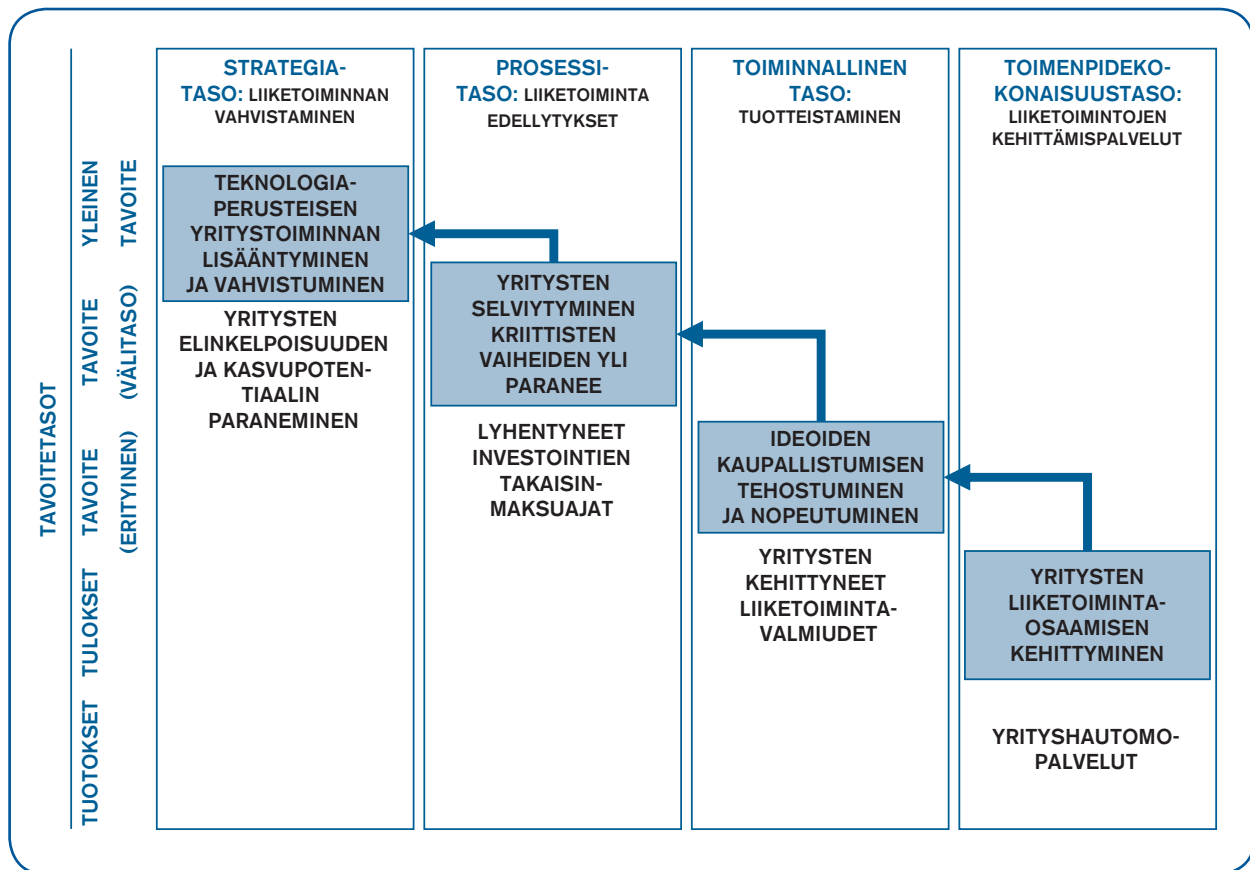 STRATEGIA-
TASO: LIIKETOIMINNAN
VAHVISTAMINEN
PROSESSI-
TASO: LIIKETOIMINTA
EDELLYTYKSET
TOIMINNALLINEN
TASO:
TUOTTEISTAMINEN
TOIMENPIDEKO-
KONAISUUSTASO:
LIIKETOIMINTOJEN
KEHITTÄMISPALVELUT
TAVOITETASOT
YLEINEN
TAVOITE
TAVOITE
(VÄLITASO)
TAVOITE
(ERITYINEN)
TULOKSET
TUOTOKSET
TEKNOLOGIA-
PERUSTEISEN
YRITYSTOIMINNAN
LISÄÄNTYMINEN
JA VAHVISTUMINEN
YRITYSTEN
ELINKELPOISUUDEN
JA KASVUPOTEN-
TIAALIN
PARANEMINEN
YRITYSTEN
SELVIYTYMINEN
KRIITTISTEN
VAIHEIDEN YLI
PARANEE
LYHENTYNEET
INVESTOINTIEN
TAKAISIN-
MAKSUAJAT
IDEOIDEN
KAUPALLISTUMISEN
TEHOSTUMINEN
JA NOPEUTUMINEN
YRITYSTEN
KEHITTYNEET
LIIKETOIMINTA-
VALMIUDET
YRITYSTEN
LIIKETOIMINTA-
OSAAMISEN
KEHITTYMINEN
YRITYSHAUTOMO-
PALVELUT